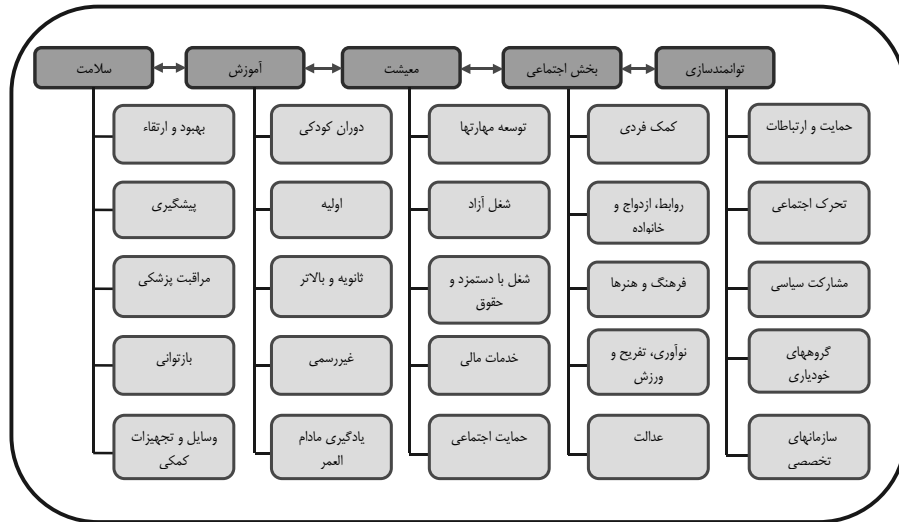 سلامت
آموزش
معیشت
بخش اجتماعی
توانمندسازی
بهبود و ارتقاء
پیشگیری
مراقبت پزشکی
بازتوانی
وسایل و تجهیزات
کمکی
دوران کودکی
اولیه
ثانویه و بالاتر
غیررسمی
یادگیری مادام
العمر
توسعه مهارتها
شغل آزاد
شغل با دستمزد و
حقوق
خدمات مالی
حمایت اجتماعی
کمک فردی
روابط، ازدواج و
خانواده
فرهنگ و هنرها
نوآوری، تفریح و
ورزش
عدالت
حمایت و ارتباطات
تحرک اجتماعی
مشارکت سیاسی
گروههای
خودیاری
سازمانهای
تخصصی